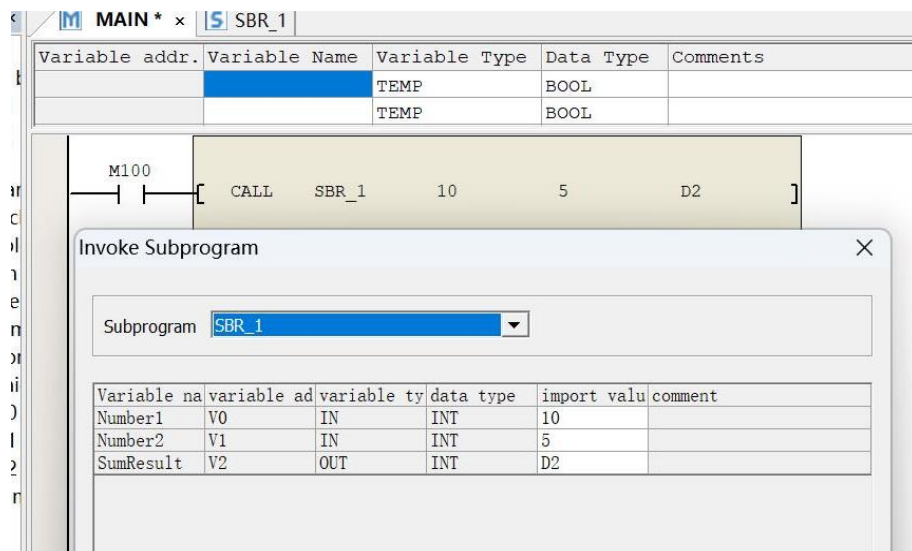 M MAIN * × S SBR_1
Variable addr. Variable Name Variable Type Data Type Comments
TEMP BOOL
TEMP BOOL
M100
[ CALL SBR_1 10 5 D2 ]
Invoke Subprogram ×
Subprogram SBR_1
Variable na variable ad variable ty data type import valu comment
Number1 V0 IN INT 10
Number2 V1 IN INT 5
SumResult V2 OUT INT D2